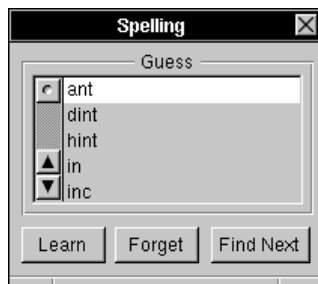 Spelling
Guess
ant
dint
hint
in
inc
Learn Forget Find Next